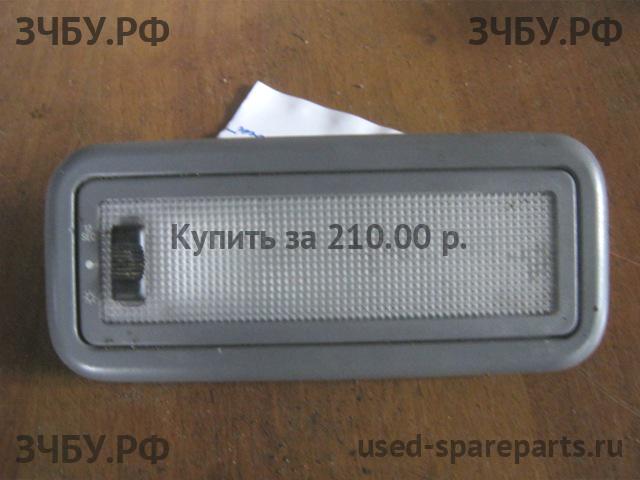 ЗЧБУ.РФ ЗЧБУ.РФ
Купить за 210.00 р.
ЗЧБУ.РФ used-spareparts.ru